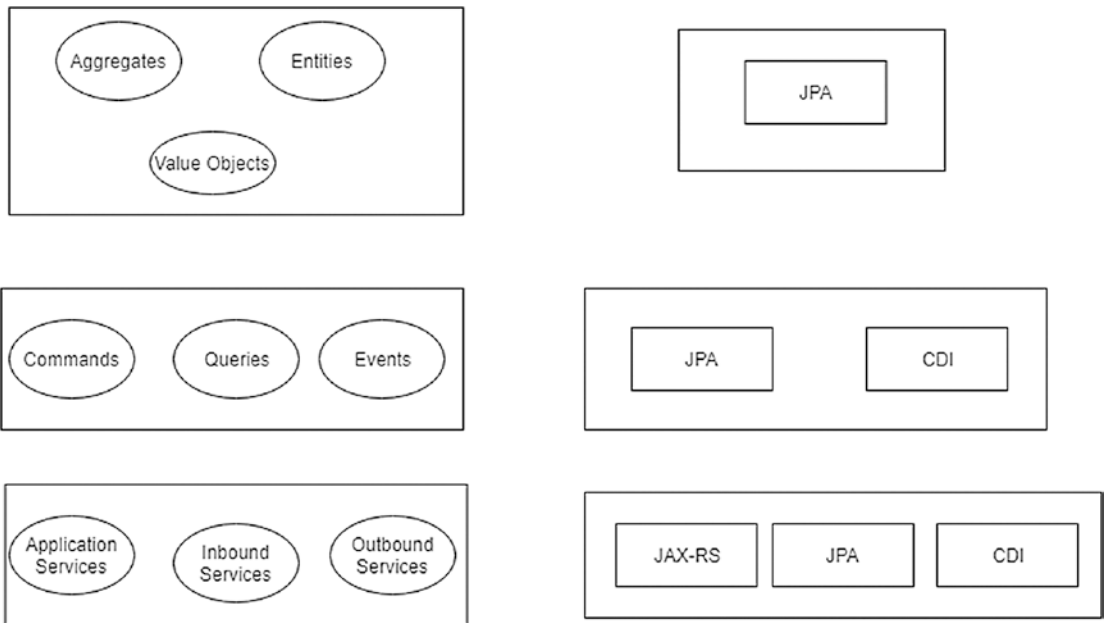 Aggregates
Entities
Value Objects
JPA
Commands
Queries
Events
JPA
CDI
Application
Services
Inbound
Services
Outbound
Services
JAX-RS
JPA
CDI